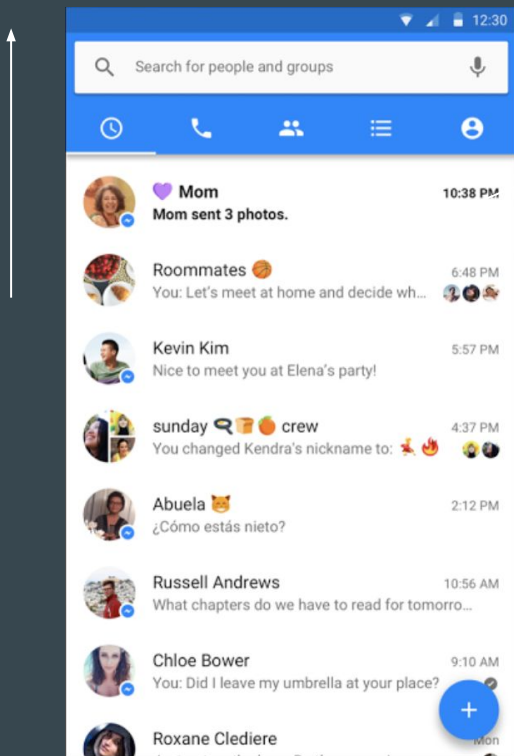 12:30
Search for people and groups
💜 Mom
10:38 PM
Mom sent 3 photos.
Roommates 🏀
6:48 PM
You: Let's meet at home and decide wh...
Kevin Kim
5:57 PM
Nice to meet you at Elena's party!
sunday 🍳🍞🍊 crew
4:37 PM
You changed Kendra's nickname to: 💃🔥
Abuela 😺
2:12 PM
¿Cómo estás nieto?
Russell Andrews
10:56 AM
What chapters do we have to read for tomorro...
Chloe Bower
9:10 AM
You: Did I leave my umbrella at your place?
Roxane Clediere
Mon